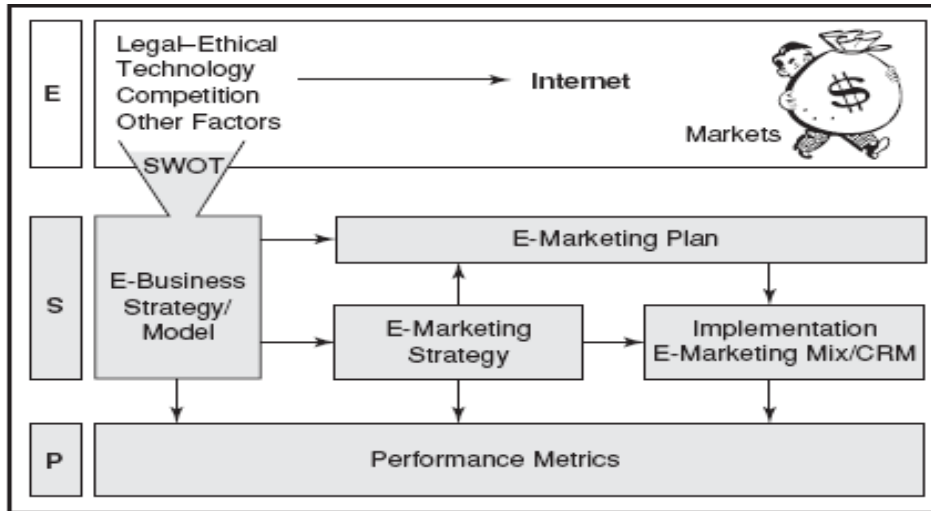 E
Legal–Ethical
Technology
Competition
Other Factors
Internet
$
Markets
SWOT
S
E-Business
Strategy/
Model
E-Marketing Plan
E-Marketing
Strategy
Implementation
E-Marketing Mix/CRM
P
Performance Metrics